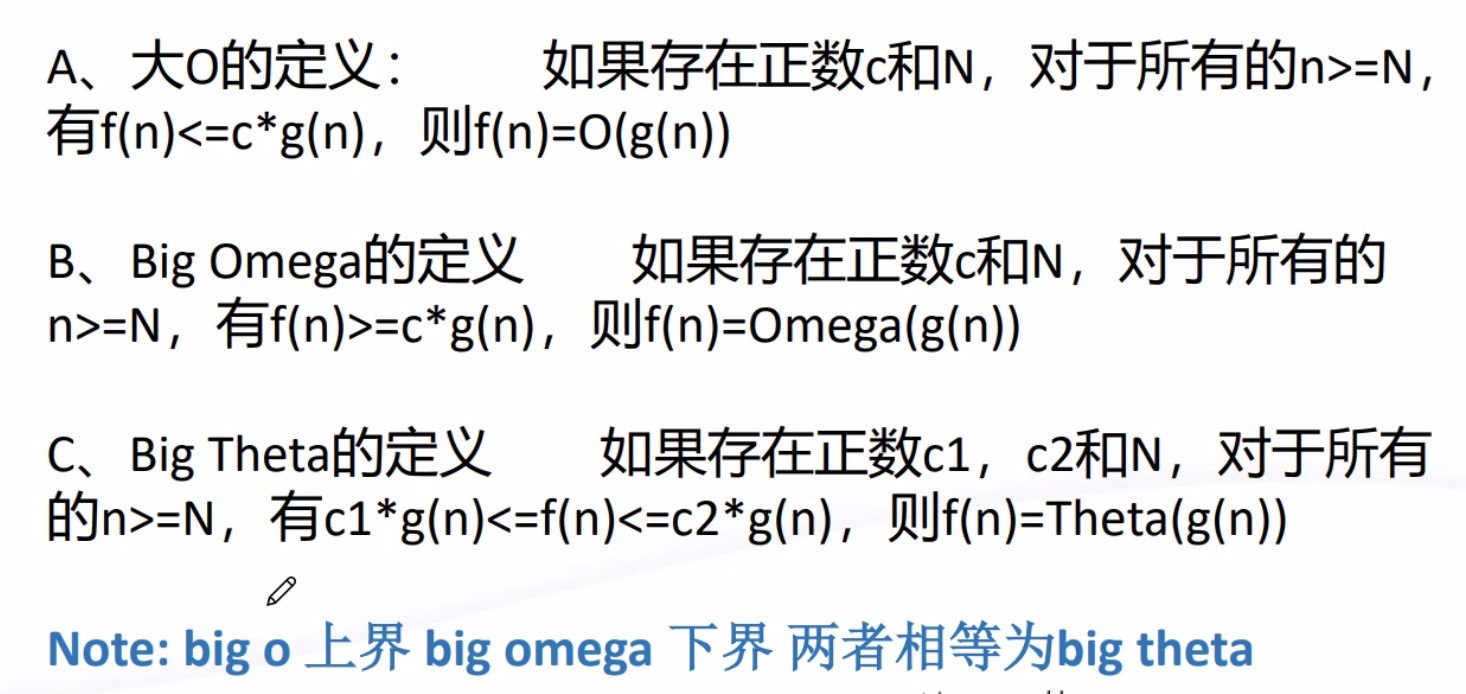 A、大O的定义： 如果存在正数c和N，对于所有的n>=N，
有f(n)<=c*g(n)，则f(n)=O(g(n))
B、Big Omega的定义 如果存在正数c和N，对于所有的
n>=N，有f(n)>=c*g(n)，则f(n)=Omega(g(n))
C、Big Theta的定义 如果存在正数c1，c2和N，对于所有
的n>=N，有c1*g(n)<=f(n)<=c2*g(n)，则f(n)=Theta(g(n))
Note: big o 上界 big omega 下界 两者相等为big theta